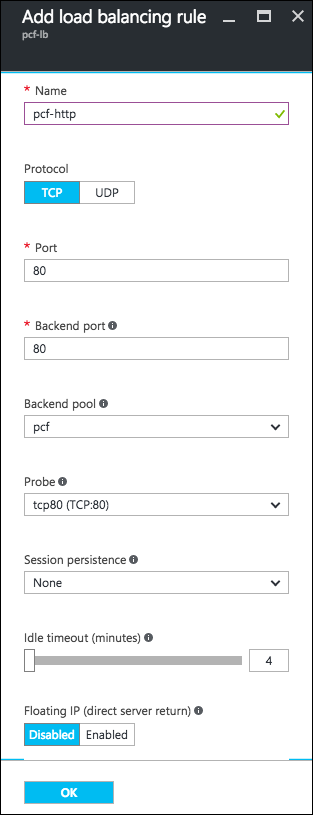 Add load balancing rule
pcf-lb
* Name
pcf-http
Protocol
TCP UDP
* Port
80
* Backend port
80
Backend pool
pcf
Probe
tcp80 (TCP:80)
Session persistence
None
Idle timeout (minutes)
4
Floating IP (direct server return)
Disabled Enabled
OK